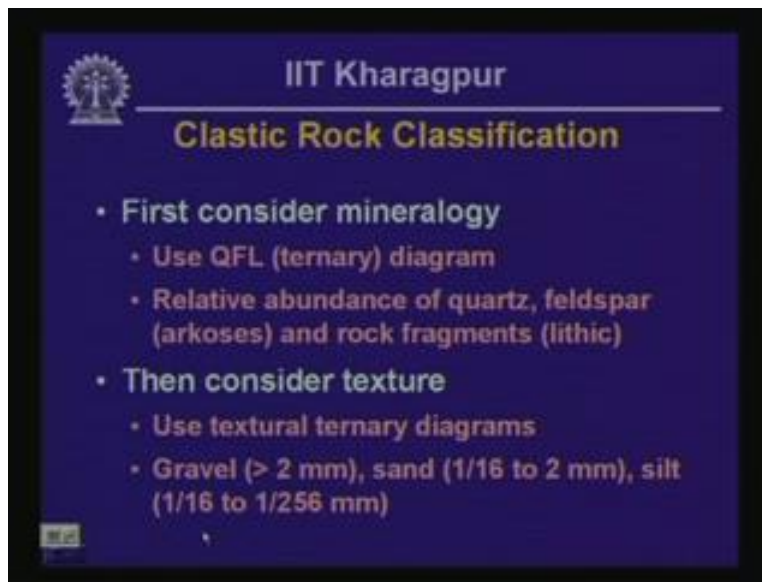 IIT Kharagpur
Clastic Rock Classification
• First consider mineralogy
• Use QFL (ternary) diagram
• Relative abundance of quartz, feldspar
(arkoses) and rock fragments (lithic)
• Then consider texture
• Use textural ternary diagrams
• Gravel (> 2 mm), sand (1/16 to 2 mm), silt
(1/16 to 1/256 mm)